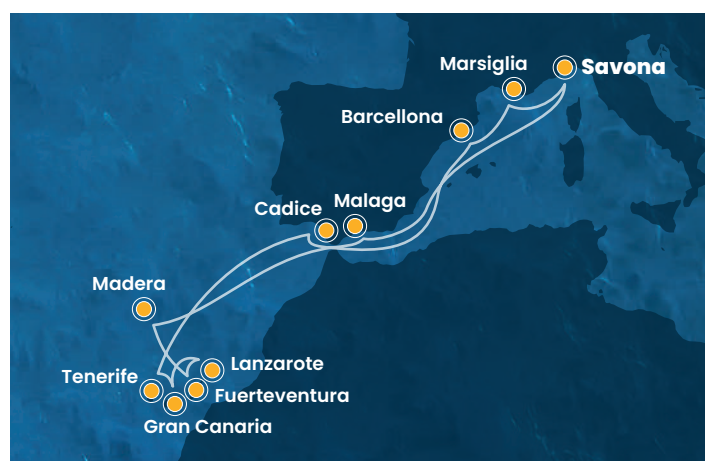 Marsiglia
Savona
Barcellona
Malaga
Cadice
Madera
Lanzarote
Tenerife
Fuerteventura
Gran Canaria